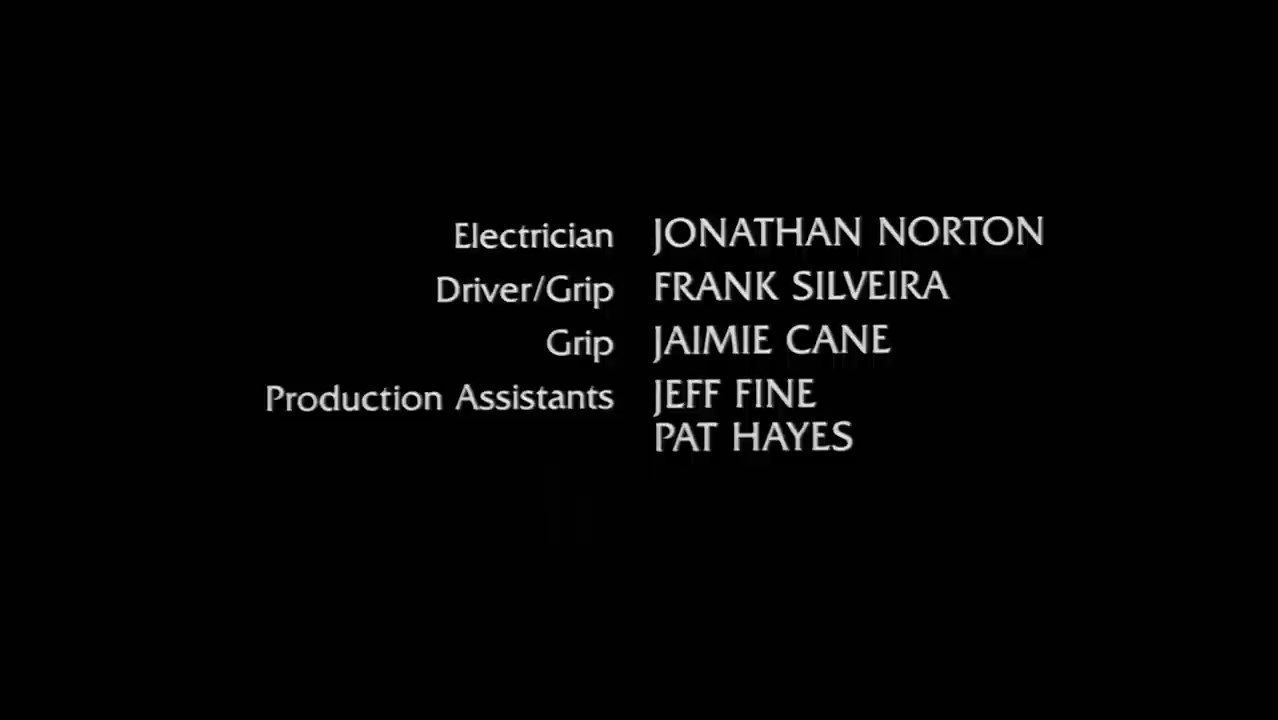 Electrician JONATHAN NORTON
Driver/Grip FRANK SILVEIRA
Grip JAIMIE CANE
Production Assistants JEFF FINE
PAT HAYES